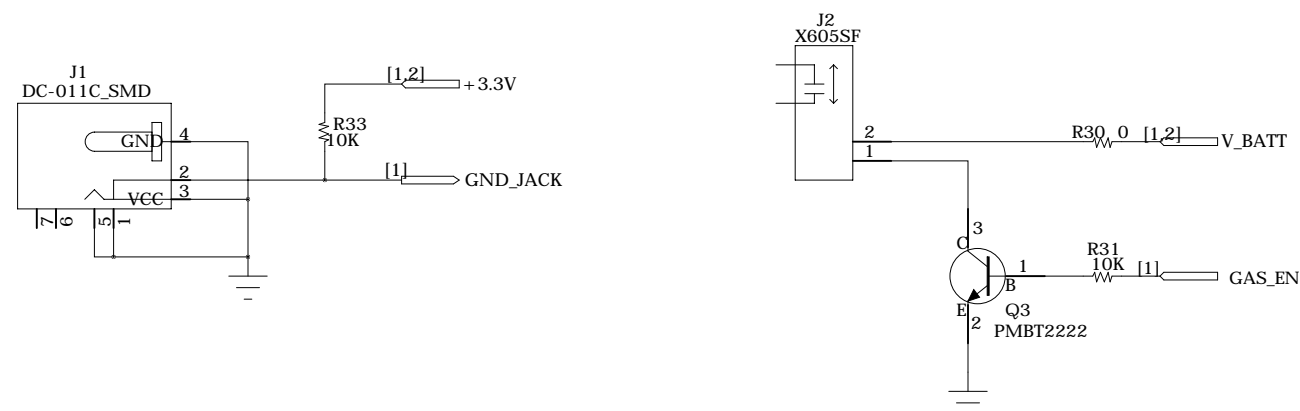 J1
DC-011C_SMD
GND
4
2
VCC
3
7
6
5
1
[1,2]
+3.3V
R33
10K
[1]
GND_JACK
J2
X605SF
2
1
R30 0 [1,2]
V_BATT
3
C
1
B
E
2
Q3
PMBT2222
R31
10K
[1]
GAS_EN